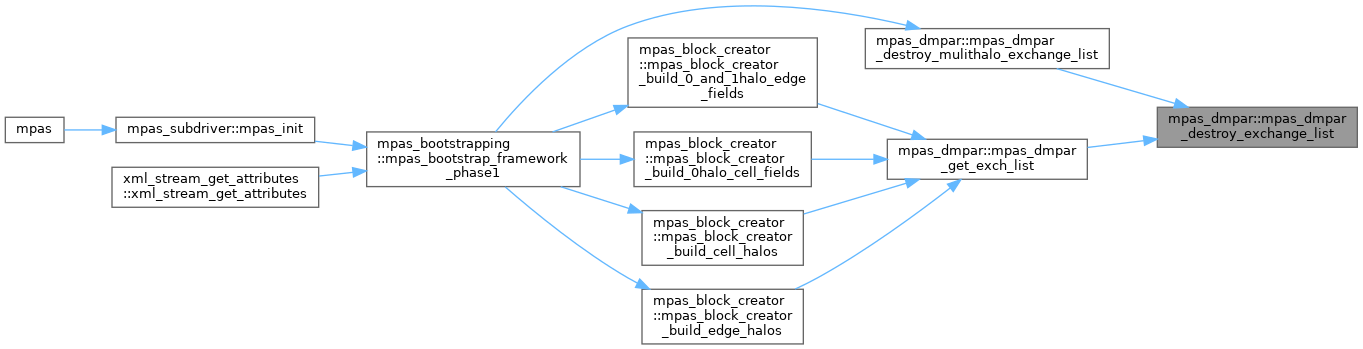 mpas
mpas_subdriver::mpas_init
xml_stream_get_attributes
::xml_stream_get_attributes
mpas_bootstrapping
::mpas_bootstrap_framework
_phase1
mpas_block_creator
::mpas_block_creator
_build_0_and_1halo_edge
_fields
mpas_block_creator
::mpas_block_creator
_build_0halo_cell_fields
mpas_block_creator
::mpas_block_creator
_build_cell_halos
mpas_block_creator
::mpas_block_creator
_build_edge_halos
mpas_dmpar::mpas_dmpar
_destroy_mulithalo_exchange_list
mpas_dmpar::mpas_dmpar
_get_exch_list
mpas_dmpar::mpas_dmpar
_destroy_exchange_list